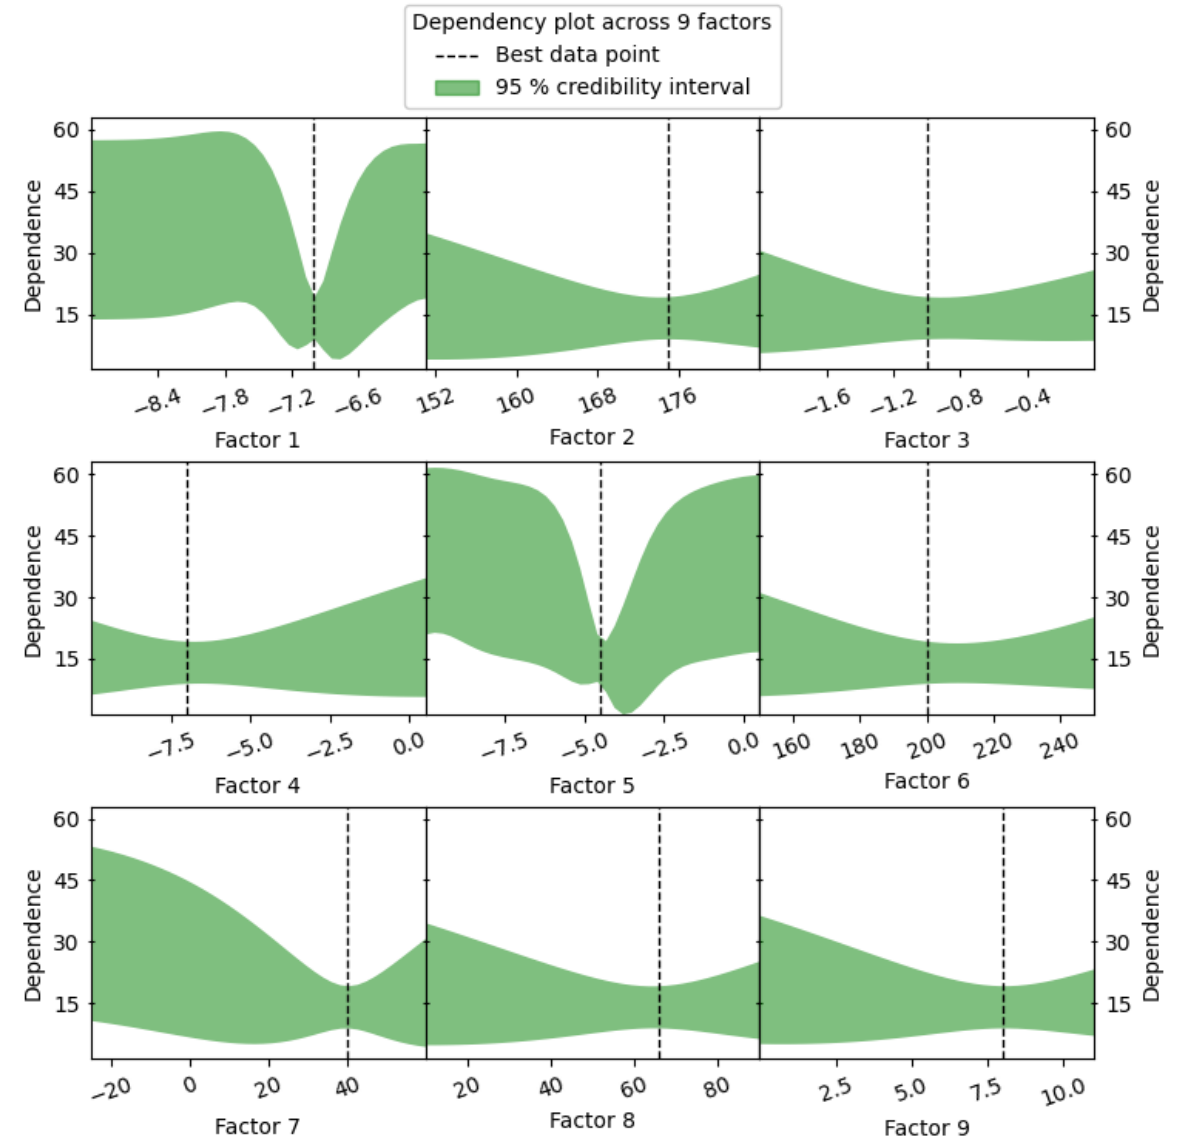 Dependency plot across 9 factors
Best data point
95 % credibility interval
60 60
45 45
30 30
15 15
Dependence Dependence
−8.4 −7.8 −7.2 −6.6 152 160 168 176 −1.6 −1.2 −0.8 −0.4
Factor 1 Factor 2 Factor 3
60 60
45 45
30 30
15 15
Dependence Dependence
−7.5 −5.0 −2.5 0.0 −7.5 −5.0 −2.5 0.0 160 180 200 220 240
Factor 4 Factor 5 Factor 6
60 60
45 45
30 30
15 15
Dependence Dependence
−20 0 20 40 20 40 60 80 2.5 5.0 7.5 10.0
Factor 7 Factor 8 Factor 9